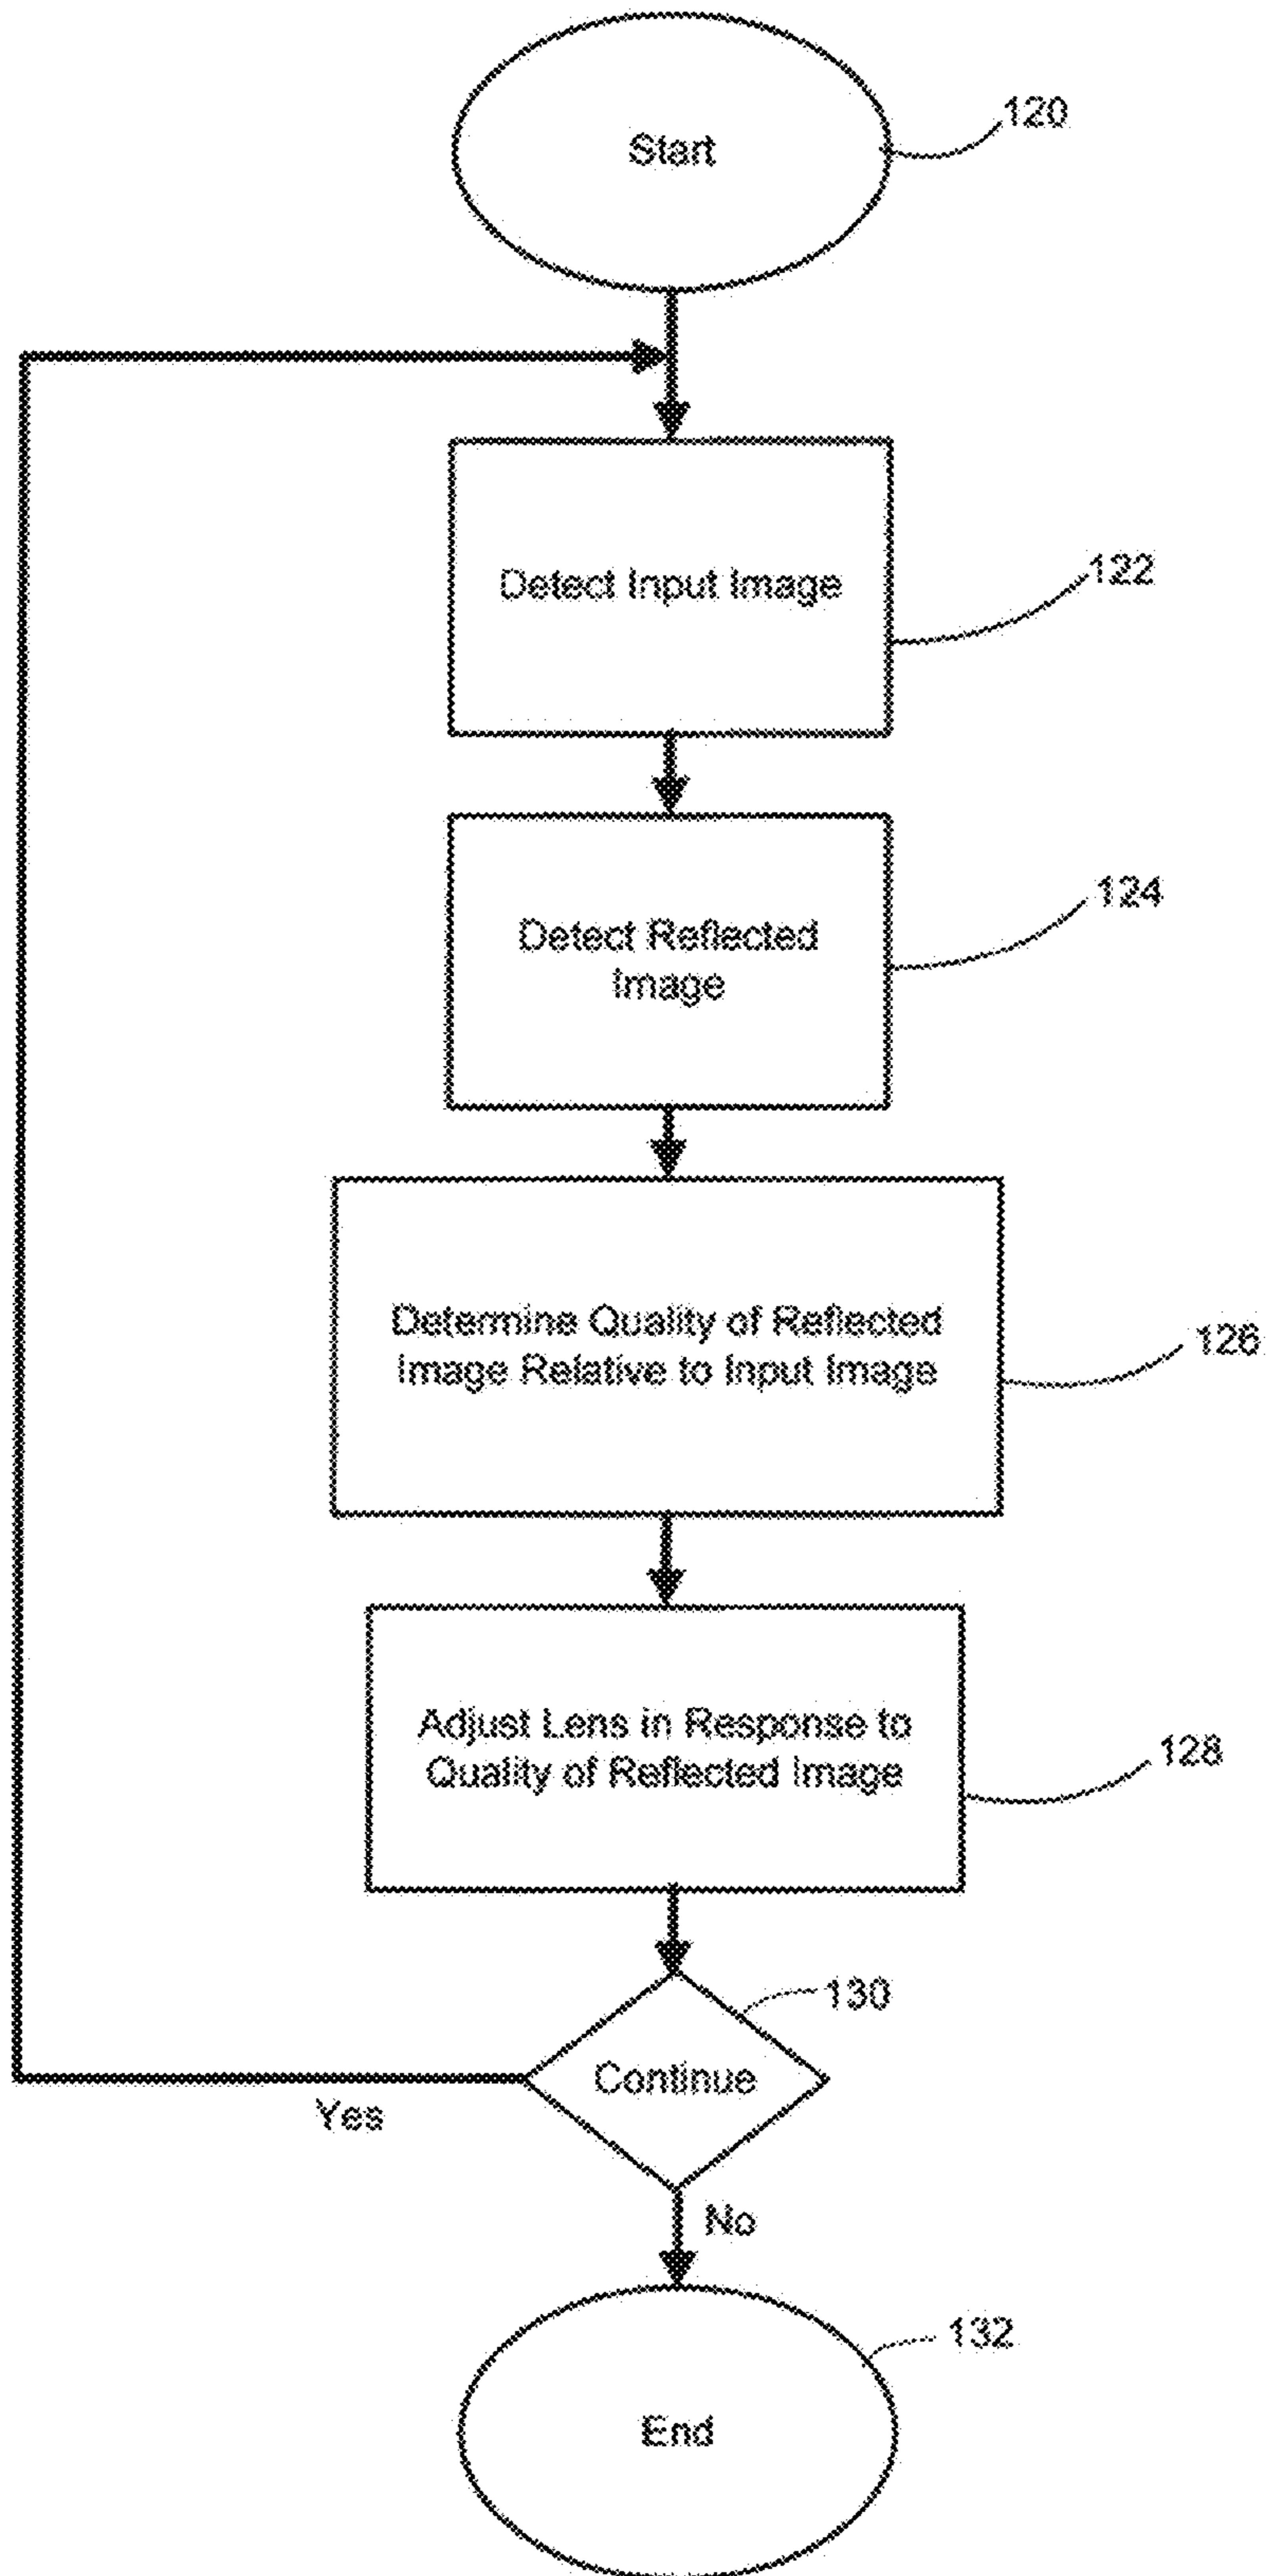 Start
120
Detect Input Image
122
Detect Reflected
Image
124
Determine Quality of Reflected
Image Relative to Input Image
126
Adjust Lens in Response to
Quality of Reflected Image
128
130
Continue
Yes
No
132
End